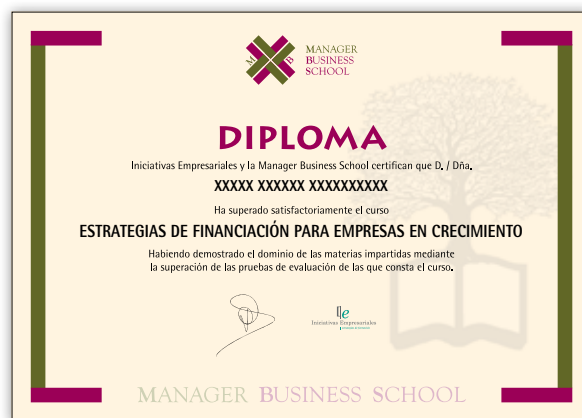 M B
MANAGER
BUSINESS
SCHOOL
DIPLOMA
Iniciativas Empresariales y la Manager Business School certifican que D. / Dña.
XXXXX XXXXXX XXXXXXXXXX
Ha superado satisfactoriamente el curso
ESTRATEGIAS DE FINANCIACIÓN PARA EMPRESAS EN CRECIMIENTO
Habiendo demostrado el dominio de las materias impartidas mediante
la superación de las pruebas de evaluación de las que consta el curso.
Iniciativas Empresariales
MANAGER BUSINESS SCHOOL